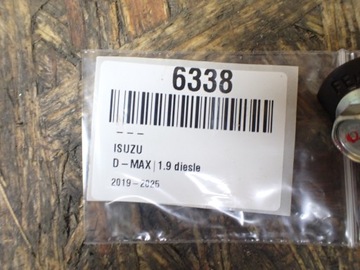 6338
– – –
ISUZU
D – MAX | 1.9 diesle
2019 – 2026